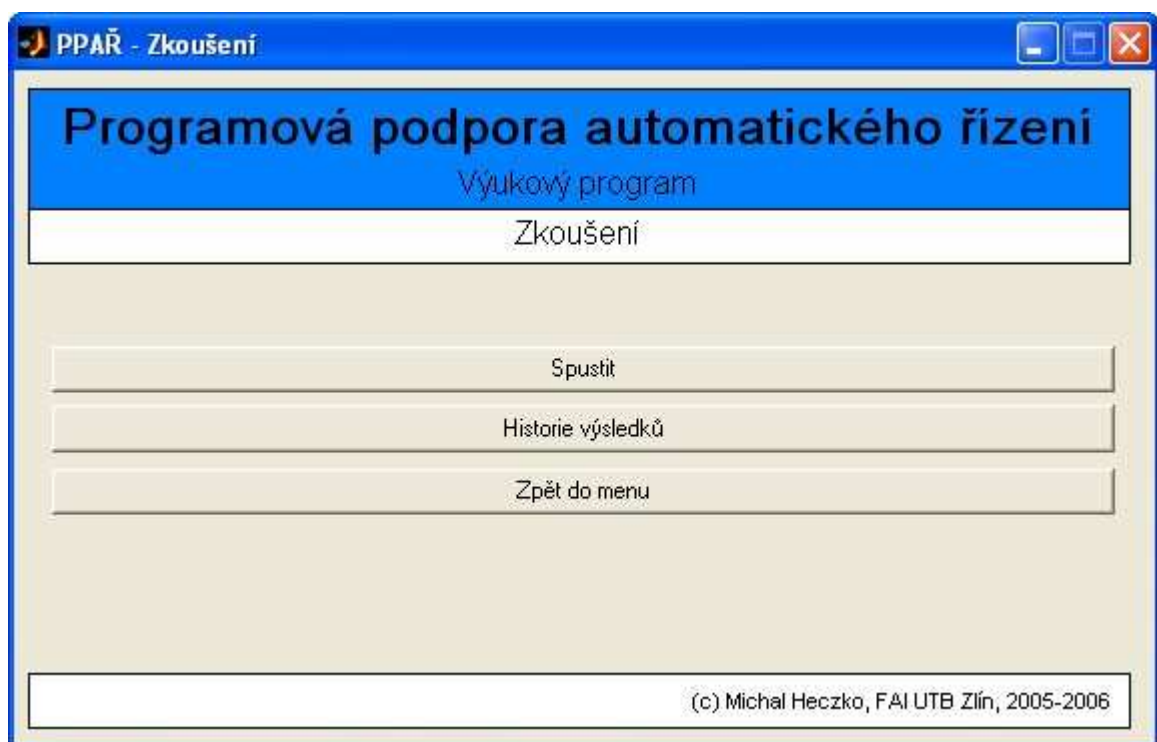 PPAŘ - Zkoušení
Programová podpora automatického řízení
Výukový program
Zkoušení
Spustit
Historie výsledků
Zpět do menu
(c) Michal Heczko, FAI UTB Zlín, 2005-2006